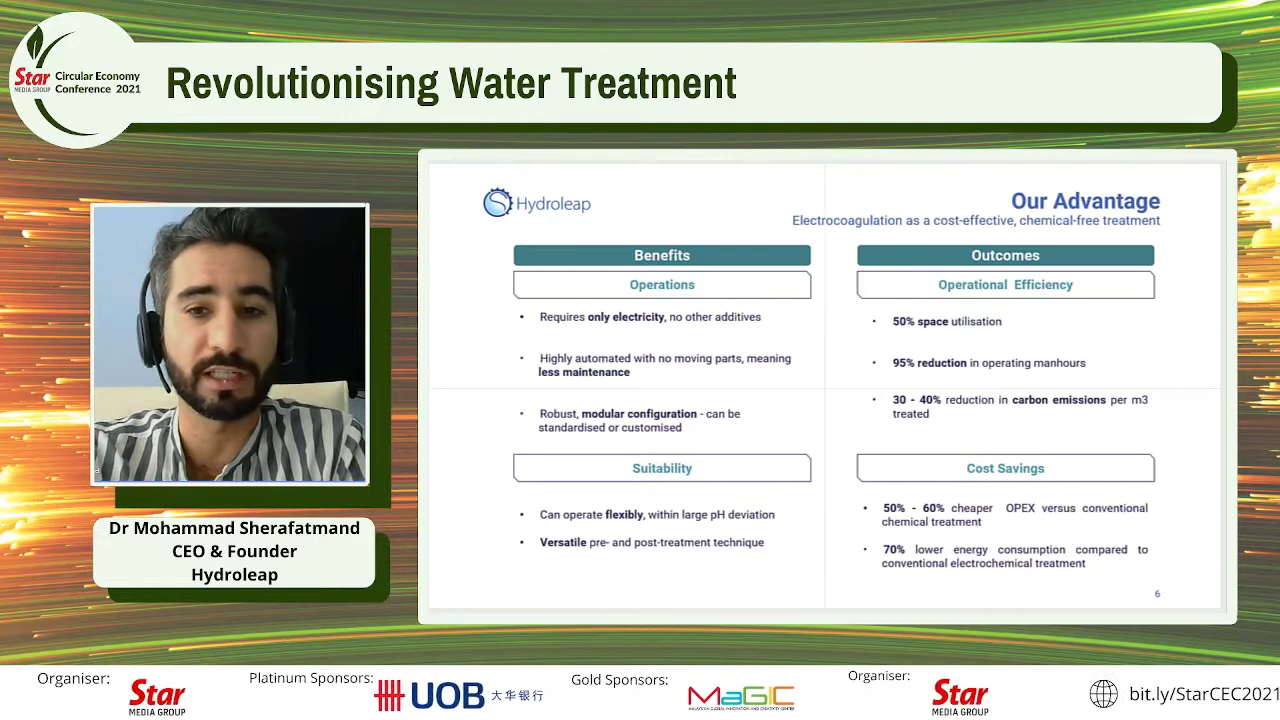 Star
MEDIA GROUP
Circular Economy
Conference 2021
Revolutionising Water Treatment
Hydroleap
Our Advantage
Electrocoagulation as a cost-effective, chemical-free treatment
Benefits
Operations
• Requires only electricity, no other additives
• Highly automated with no moving parts, meaning
less maintenance
• Robust, modular configuration - can be
standardised or customised
Suitability
• Can operate flexibly, within large pH deviation
• Versatile pre- and post-treatment technique
Outcomes
Operational Efficiency
• 50% space utilisation
• 95% reduction in operating manhours
• 30 - 40% reduction in carbon emissions per m3
treated
Cost Savings
• 50% - 60% cheaper OPEX versus conventional
chemical treatment
• 70% lower energy consumption compared to
conventional electrochemical treatment
6
Dr Mohammad Sherafatmand
CEO & Founder
Hydroleap
Organiser:
Star
MEDIA GROUP
Platinum Sponsors:
UOB 大华银行
Gold Sponsors:
MaGIC
MALAYSIAN GLOBAL INNOVATION AND CREATIVITY CENTRE
Organiser:
Star
MEDIA GROUP
bit.ly/StarCEC2021